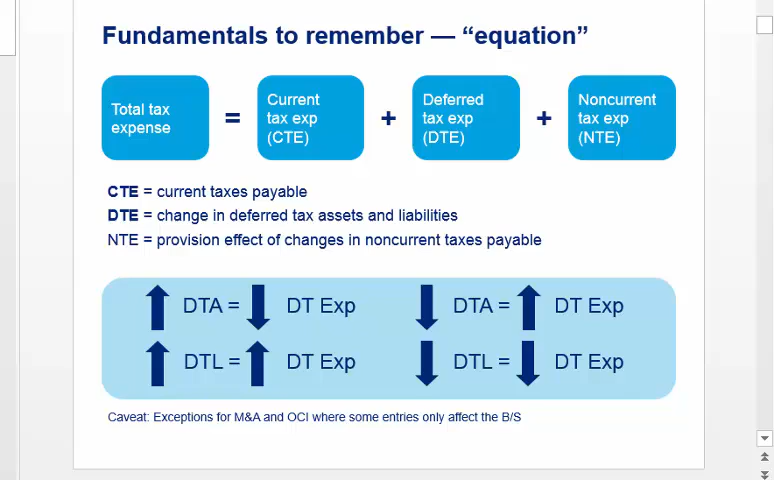 Fundamentals to remember — “equation”
Total tax
expense
=
Current
tax exp
(CTE)
+
Deferred
tax exp
(DTE)
+
Noncurrent
tax exp
(NTE)
CTE = current taxes payable
DTE = change in deferred tax assets and liabilities
NTE = provision effect of changes in noncurrent taxes payable
DTA = DT Exp
DTA = DT Exp
DTL = DT Exp
DTL = DT Exp
Caveat: Exceptions for M&A and OCI where some entries only affect the B/S